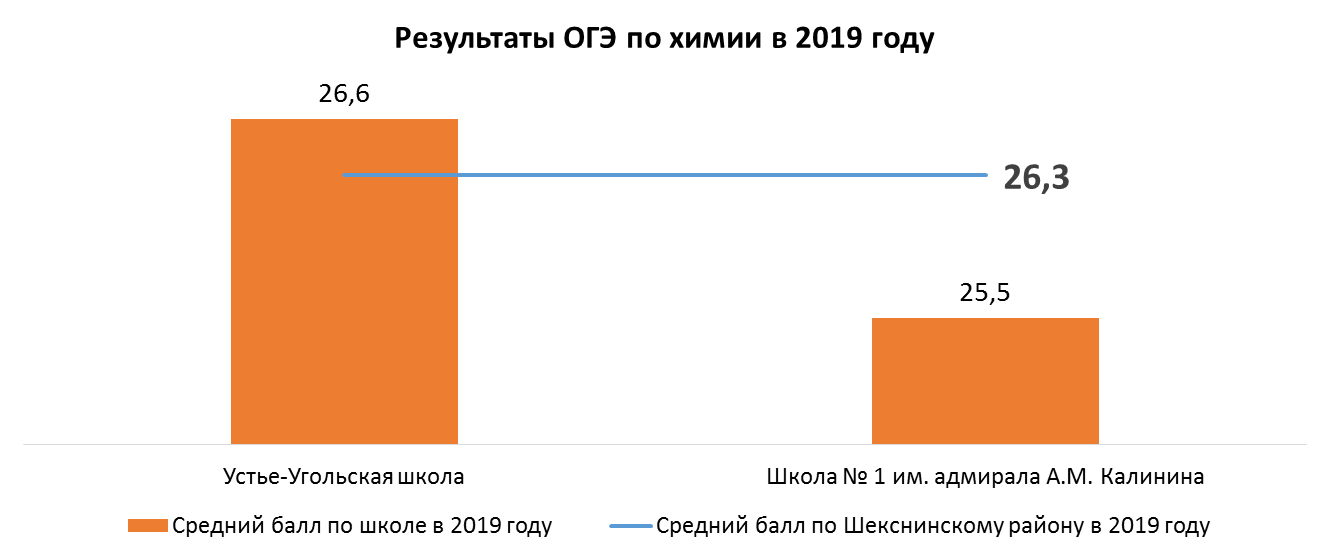 Результаты ОГЭ по химии в 2019 году
26,6
26,3
25,5
Устье-Угольская школа
Школа № 1 им. адмирала А.М. Калинина
Средний балл по школе в 2019 году
Средний балл по Шекснинскому району в 2019 году